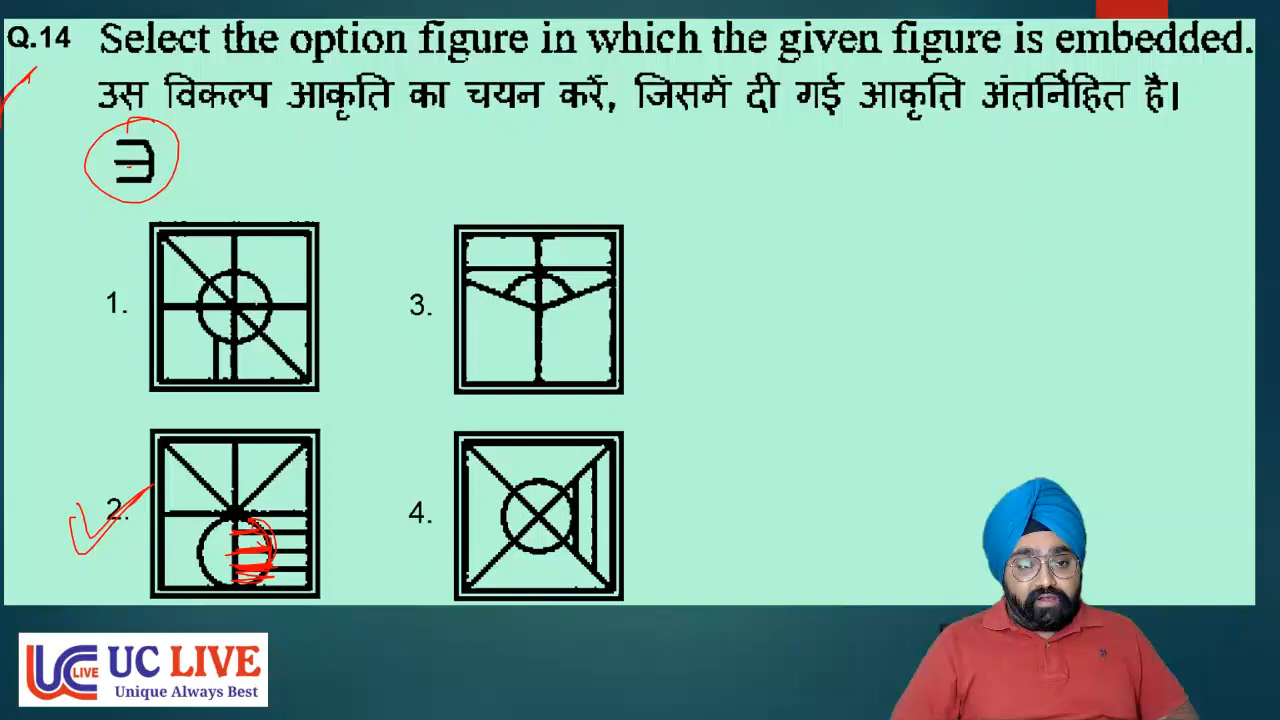 Q.14 Select the option figure in which the given figure is embedded.
उस विकल्प आकृति का चयन करें, जिसमें दी गई आकृति अंतर्निहित है।
1.
3.
2.
4.
LIVE
UC LIVE
Unique Always Best